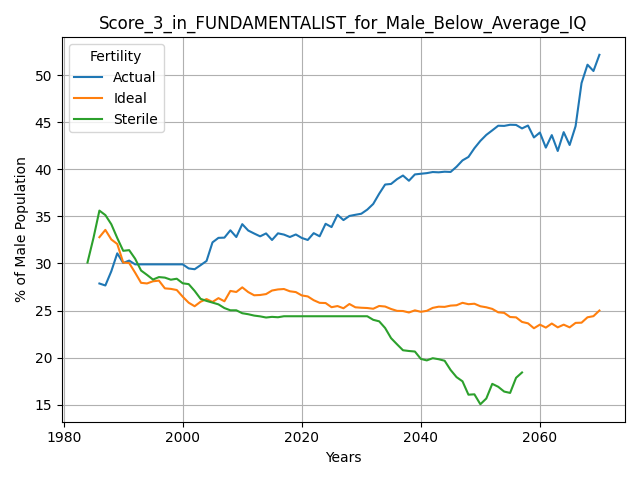 Score_3_in_FUNDAMENTALIST_for_Male_Below_Average_IQ
Fertility
Actual
Ideal
Sterile
% of Male Population
50
45
40
35
30
25
20
15
1980
2000
2020
2040
2060
Years